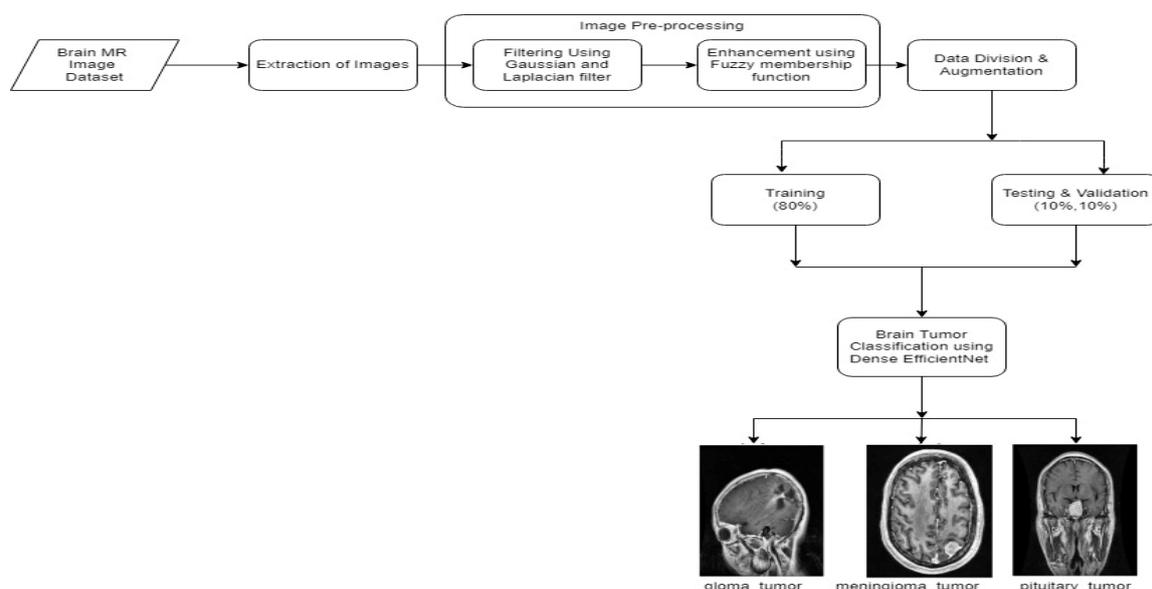 Image Pre-processing
Brain MR
Image
Dataset
Extraction of Images
Filtering Using
Gaussian and
Laplacian filter
Enhancement using
Fuzzy membership
function
Data Division &
Augmentation
Training
(80%)
Testing & Validation
(10%,10%)
Brain Tumor
Classification using
Dense EfficientNet
gloma_tumor
meningioma_tumor
pituitary_tumor